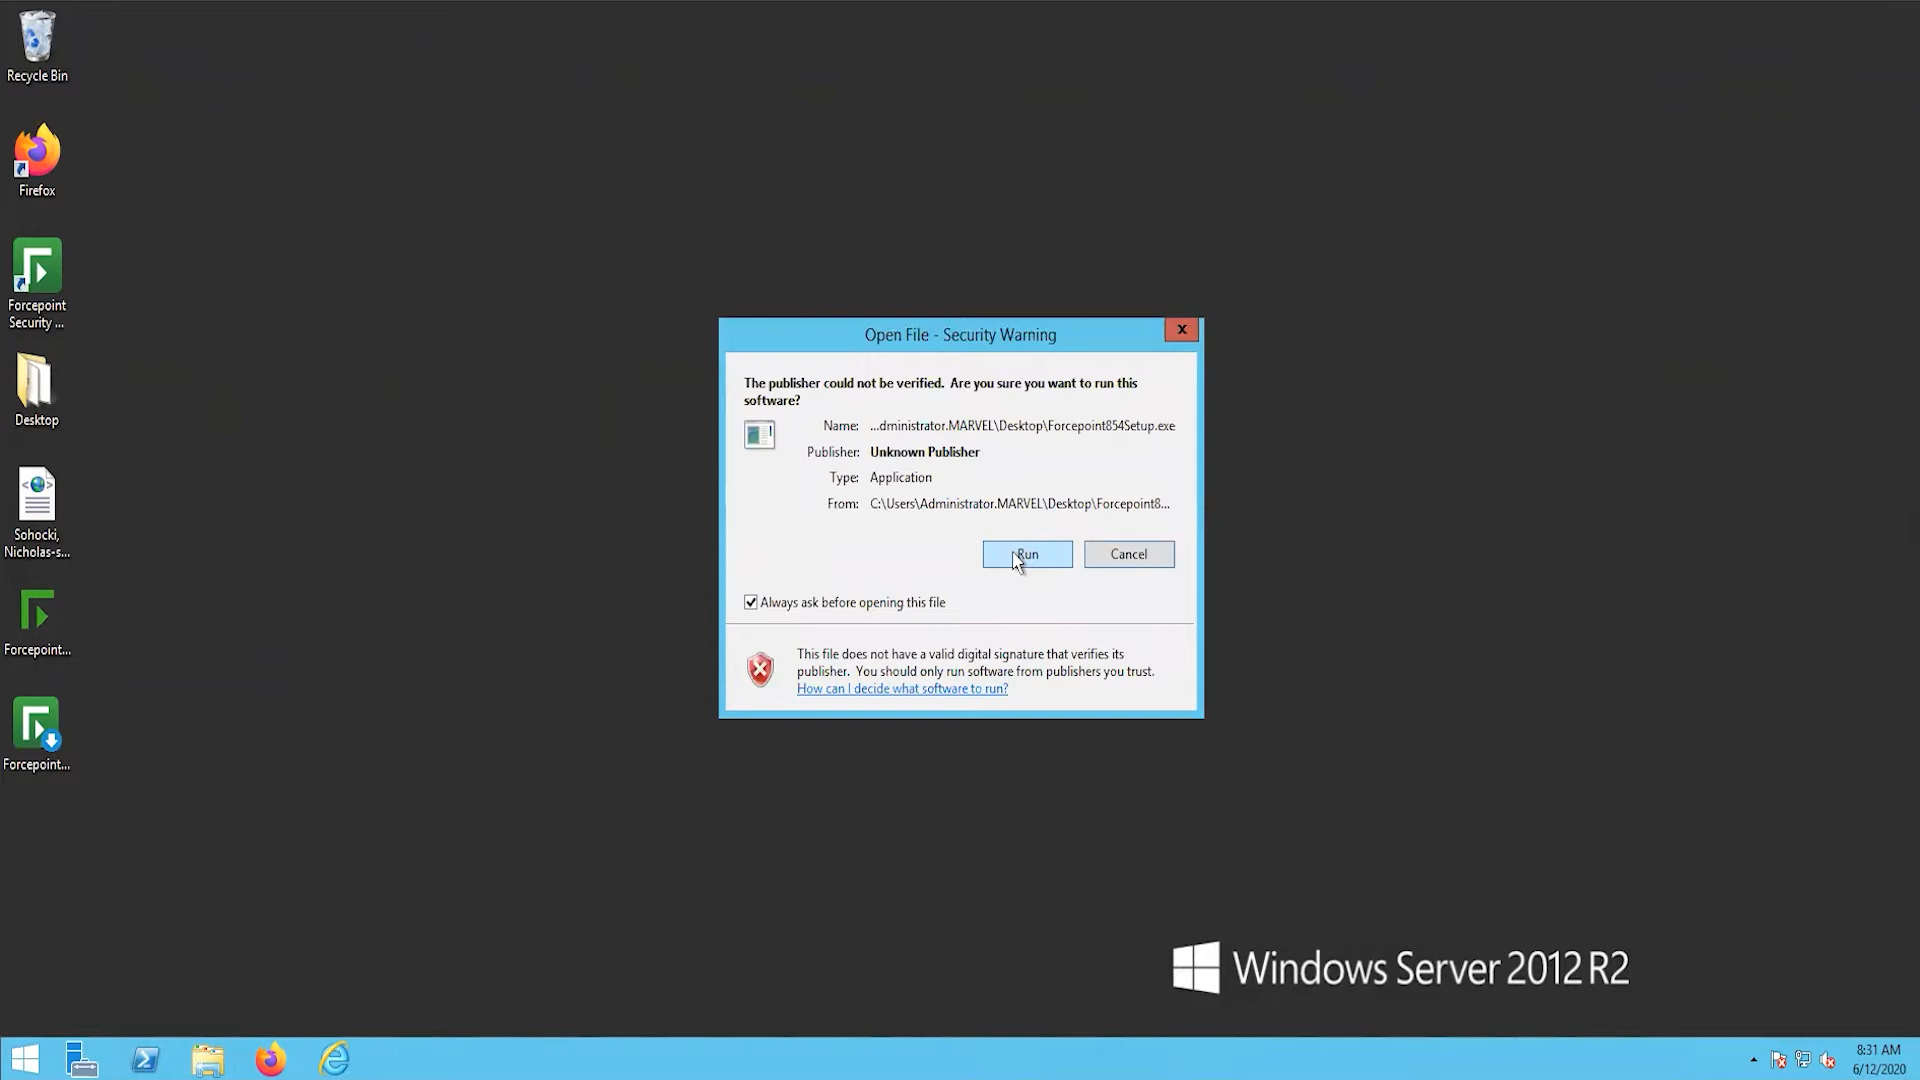 Recycle Bin
Firefox
Forcepoint
Security ...
Desktop
Sohocki,
Nicholas-s...
Forcepoint...
Forcepoint...
Open File - Security Warning
x
The publisher could not be verified.  Are you sure you want to run this
software?
Name: ...dministrator.MARVEL\Desktop\Forcepoint854Setup.exe
Publisher: Unknown Publisher
Type: Application
From: C:\Users\Administrator.MARVEL\Desktop\Forcepoint8...
Run
Cancel
Always ask before opening this file
This file does not have a valid digital signature that verifies its
publisher.  You should only run software from publishers you trust.
How can I decide what software to run?
Windows Server 2012 R2
8:31 AM
6/12/2020